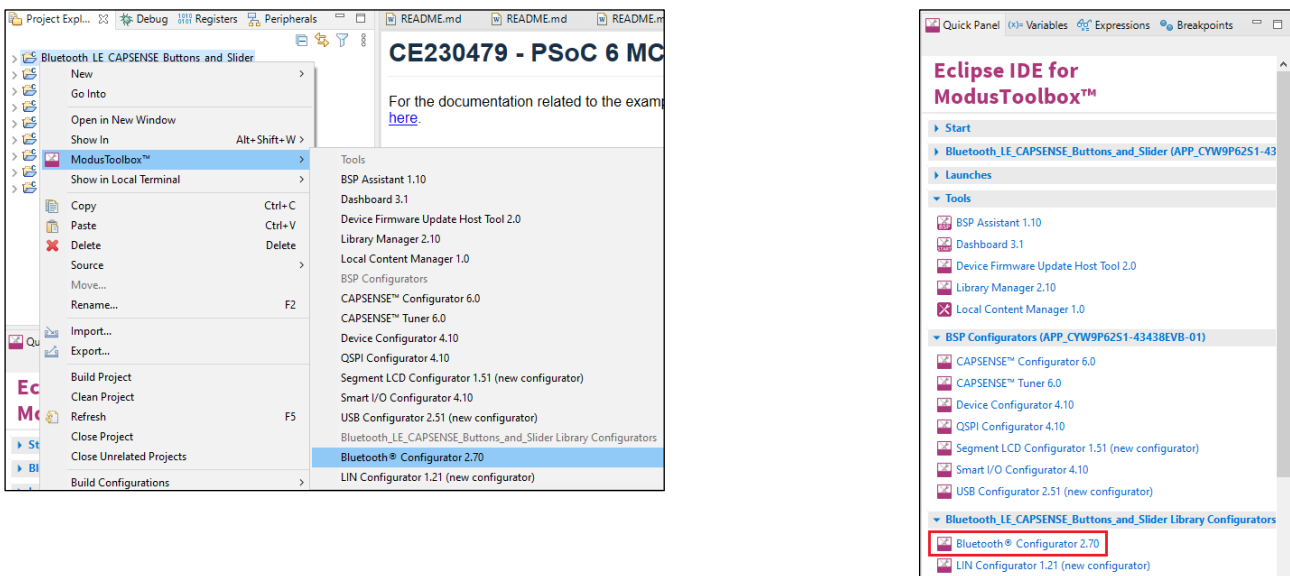 Project Expl... Debug Registers Peripherals
README.md README.md README.m
Bluetooth_LE_CAPSENSE_Buttons_and_Slider
New
Go Into
Open in New Window
Show In Alt+Shift+W
ModusToolbox™
Show in Local Terminal
Copy Ctrl+C
Paste Ctrl+V
Delete Delete
Source
Move...
Rename... F2
Import...
Export...
Build Project
Clean Project
Refresh F5
Close Project
Close Unrelated Projects
Build Configurations
Qu
Ec
Mo
St
Bl
CE230479 - PSoC 6 MC
For the documentation related to the examp
here.
Tools
BSP Assistant 1.10
Dashboard 3.1
Device Firmware Update Host Tool 2.0
Library Manager 2.10
Local Content Manager 1.0
BSP Configurators
CAPSENSE™ Configurator 6.0
CAPSENSE™ Tuner 6.0
Device Configurator 4.10
QSPI Configurator 4.10
Segment LCD Configurator 1.51 (new configurator)
Smart I/O Configurator 4.10
USB Configurator 2.51 (new configurator)
Bluetooth_LE_CAPSENSE_Buttons_and_Slider Library Configurators
Bluetooth® Configurator 2.70
LIN Configurator 1.21 (new configurator)
Quick Panel (x)= Variables Expressions Breakpoints
Eclipse IDE for
ModusToolbox™
Start
Bluetooth_LE_CAPSENSE_Buttons_and_Slider (APP_CYW9P62S1-43
Launches
Tools
BSP Assistant 1.10
Dashboard 3.1
Device Firmware Update Host Tool 2.0
Library Manager 2.10
Local Content Manager 1.0
BSP Configurators (APP_CYW9P62S1-43438EVB-01)
CAPSENSE™ Configurator 6.0
CAPSENSE™ Tuner 6.0
Device Configurator 4.10
QSPI Configurator 4.10
Segment LCD Configurator 1.51 (new configurator)
Smart I/O Configurator 4.10
USB Configurator 2.51 (new configurator)
Bluetooth_LE_CAPSENSE_Buttons_and_Slider Library Configurators
Bluetooth® Configurator 2.70
LIN Configurator 1.21 (new configurator)